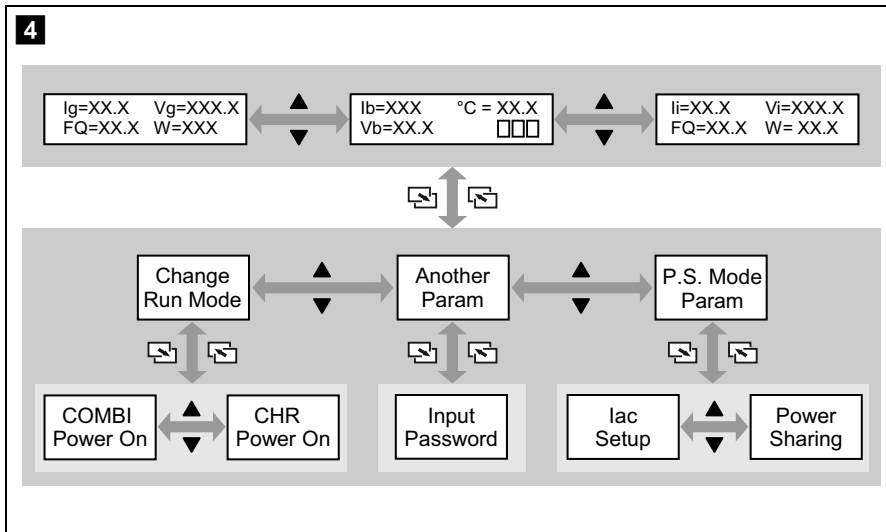 4
Ig=XX.X Vg=XXX.X
FQ=XX.X W=XXX
Ib=XXX °C = XX.X
Vb=XX.X
Ii=XX.X Vi=XXX.X
FQ=XX.X W= XX.X
Change
Run Mode
Another
Param
P.S. Mode
Param
COMBI
Power On
CHR
Power On
Input
Password
Iac
Setup
Power
Sharing